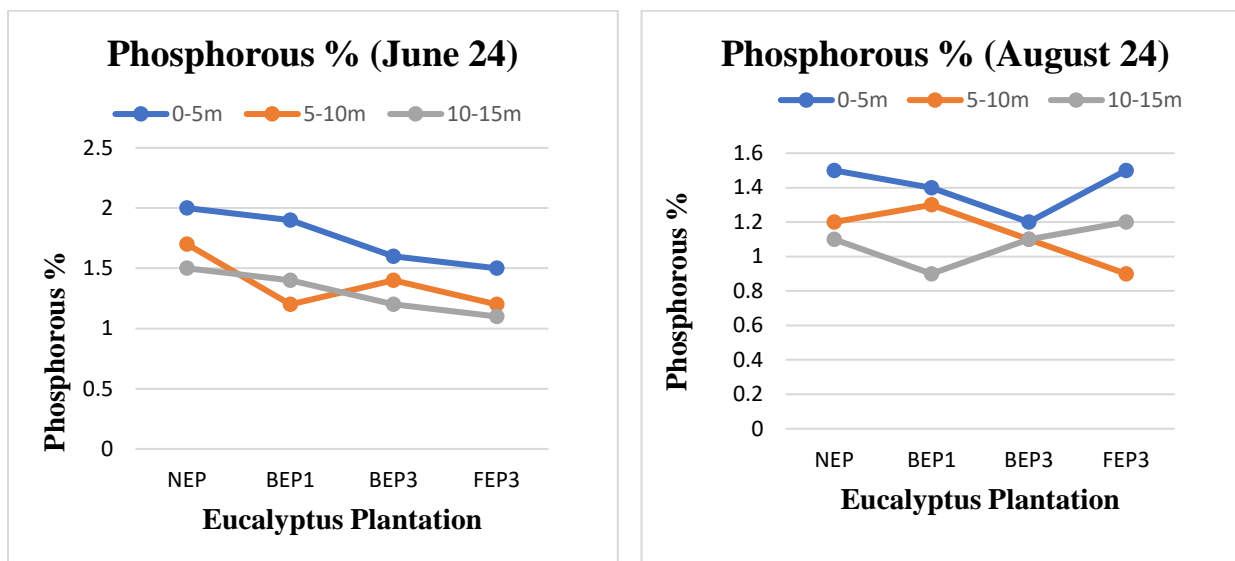 Phosphorous % (June 24)
0-5m 5-10m 10-15m
2.5
2
1.5
1
0.5
0
Phosphorous %
NEP BEP1 BEP3 FEP3
Eucalyptus Plantation
Phosphorous % (August 24)
0-5m 5-10m 10-15m
1.6
1.4
1.2
1
0.8
0.6
0.4
0.2
0
Phosphorous %
NEP BEP1 BEP3 FEP3
Eucalyptus Plantation